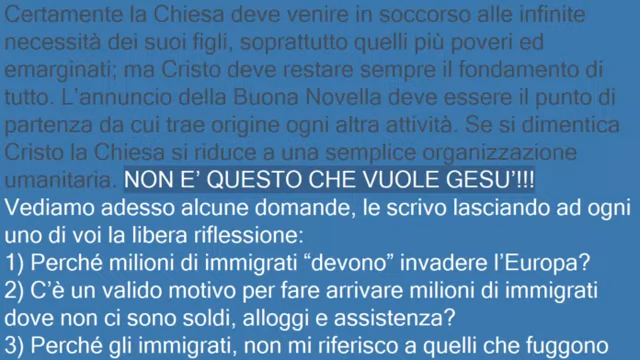 Certamente la Chiesa deve venire in soccorso alle infinite
necessità dei suoi figli, soprattutto quelli più poveri ed
emarginati; ma Cristo deve restare sempre il fondamento di
tutto. L'annuncio della Buona Novella deve essere il punto di
partenza da cui trae origine ogni altra attività. Se si dimentica
Cristo la Chiesa si riduce a una semplice organizzazione
umanitaria. NON E' QUESTO CHE VUOLE GESU'!!!
Vediamo adesso alcune domande, le scrivo lasciando ad ogni
uno di voi la libera riflessione:
1) Perché milioni di immigrati “devono” invadere l'Europa?
2) C'è un valido motivo per fare arrivare milioni di immigrati
dove non ci sono soldi, alloggi e assistenza?
3) Perché gli immigrati, non mi riferisco a quelli che fuggono